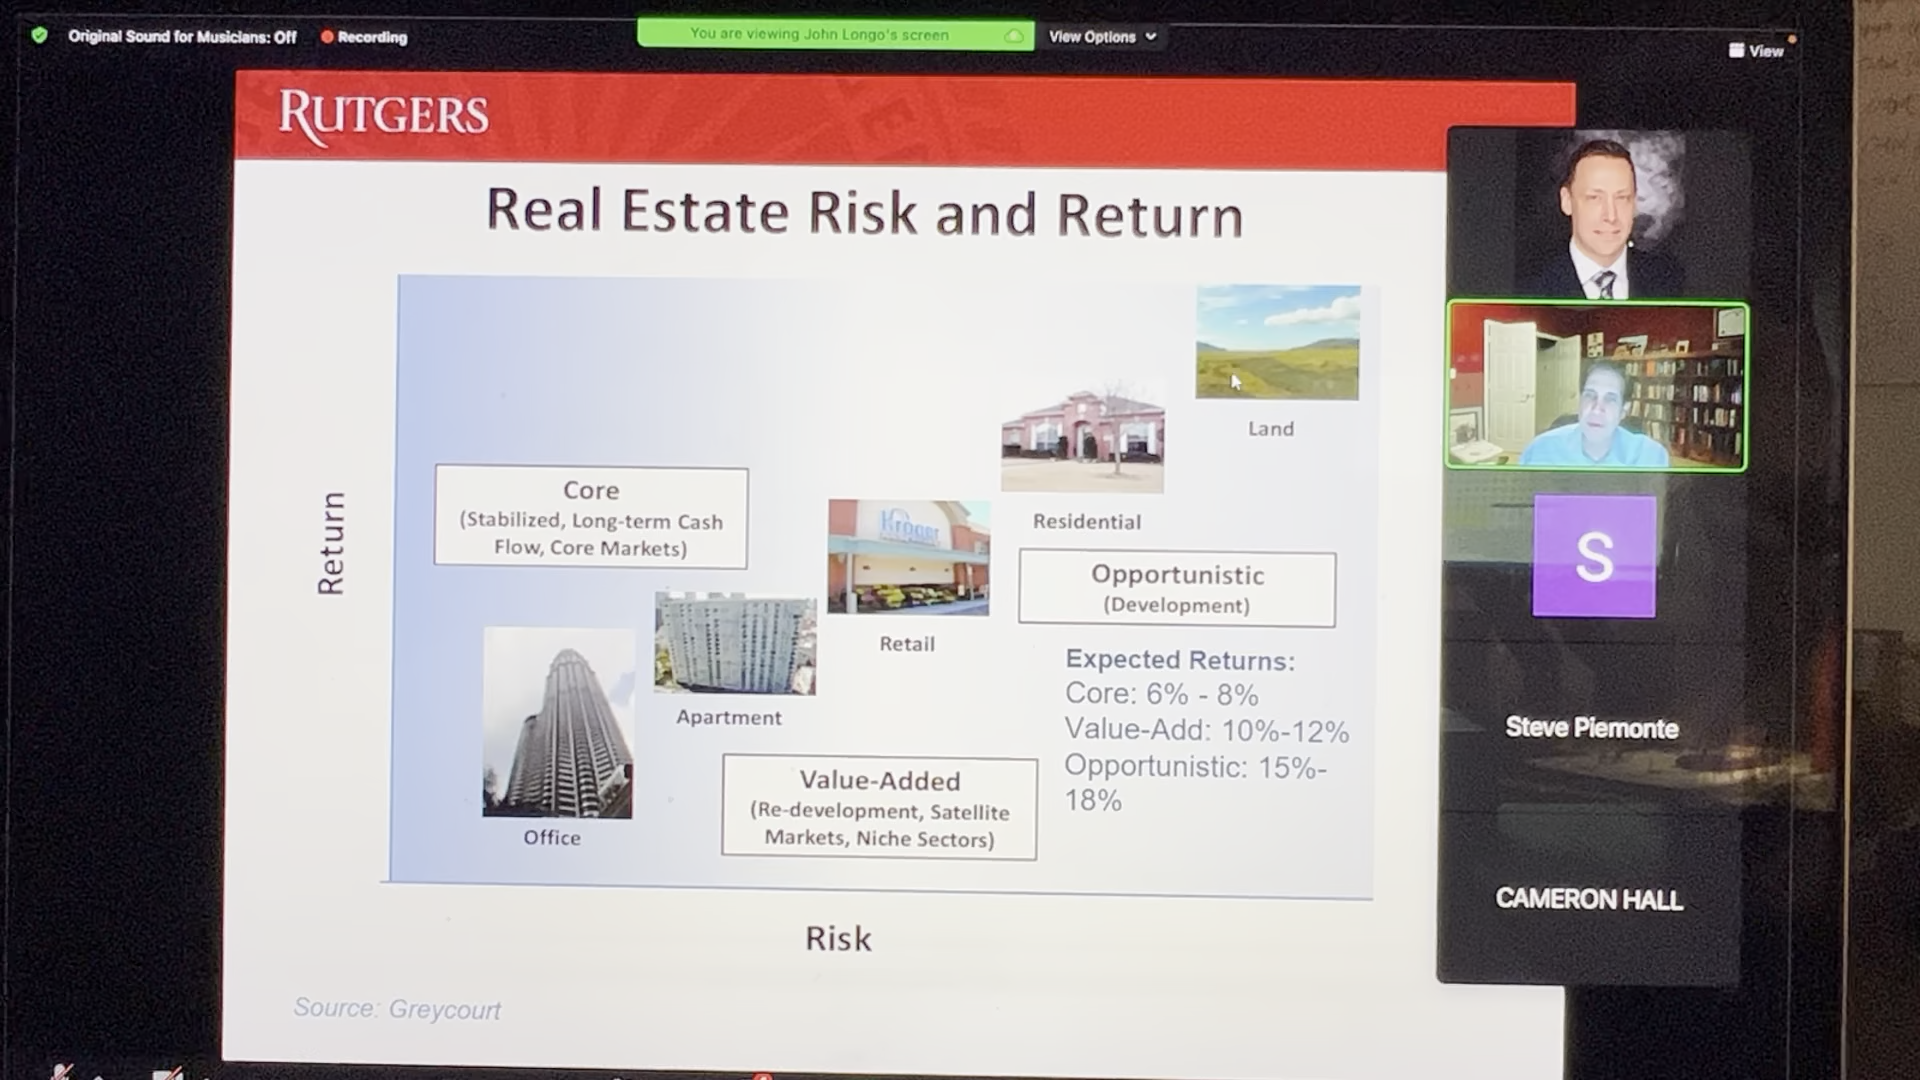 Original Sound for Musicians: Off
Recording
You are viewing John Longo's screen
View Options
View
RUTGERS
Real Estate Risk and Return
Land
Core
(Stabilized, Long-term Cash
Flow, Core Markets)
Return
Kroger
Residential
Opportunistic
(Development)
S
Retail
Expected Returns:
Core: 6% - 8%
Value-Add: 10%-12%
Opportunistic: 15%-
18%
Apartment
Steve Piemonte
Value-Added
(Re-development, Satellite
Markets, Niche Sectors)
Office
CAMERON HALL
Risk
Source: Greycourt